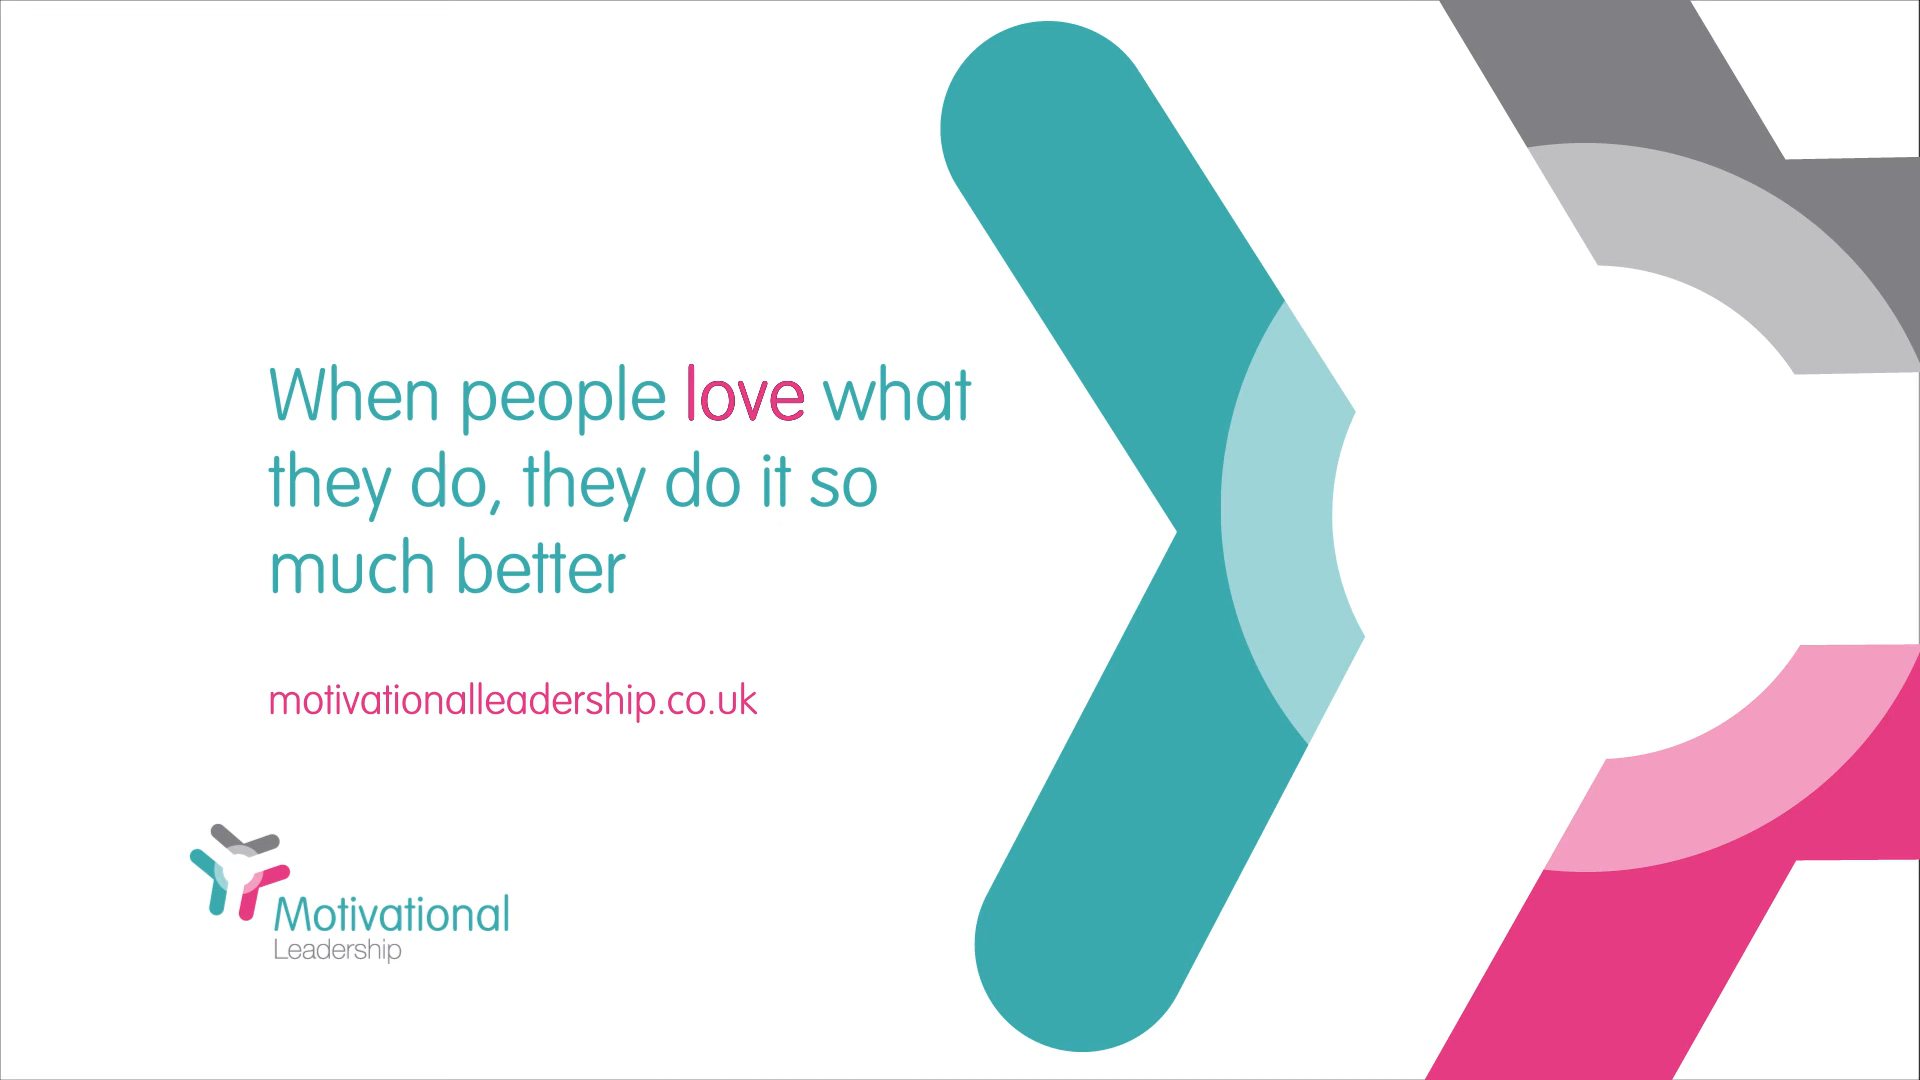 When people love what
they do, they do it so
much better
motivationalleadership.co.uk
Motivational
Leadership